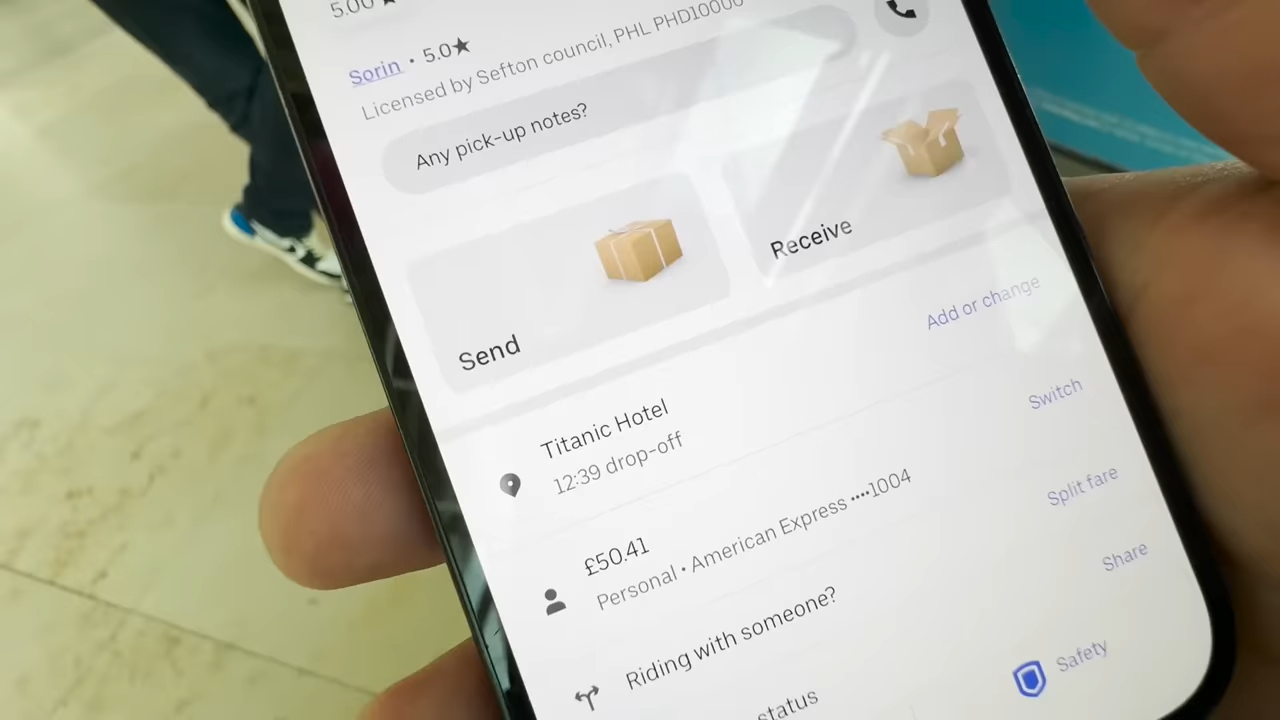 5.00 ★
Sorin • 5.0★
Licensed by Sefton council, PHL PHD10000
Any pick-up notes?
Send
Receive
Add or change
Titanic Hotel
12:39 drop-off
Switch
£50.41
Personal • American Express ••••1004
Split fare
Riding with someone?
Share
status
Safety